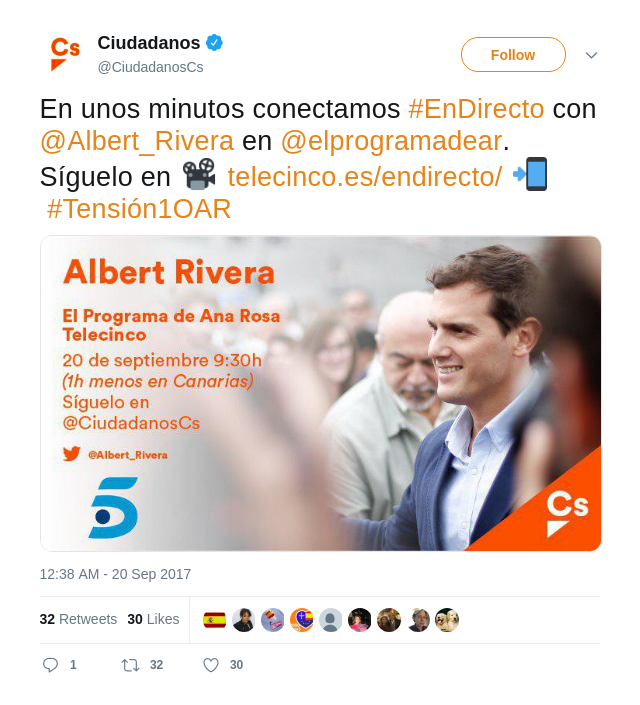 Cs
Ciudadanos
@CiudadanosCs
Follow
En unos minutos conectamos #EnDirecto con
@Albert_Rivera en @elprogramadear.
Síguelo en telecinco.es/endirecto/
#Tensión1OAR
Albert Rivera
El Programa de Ana Rosa
Telecinco
20 de septiembre 9:30h
(1h menos en Canarias)
Síguelo en
@CiudadanosCs
@Albert_Rivera
5
Cs
12:38 AM - 20 Sep 2017
32 Retweets 30 Likes
1 32 30